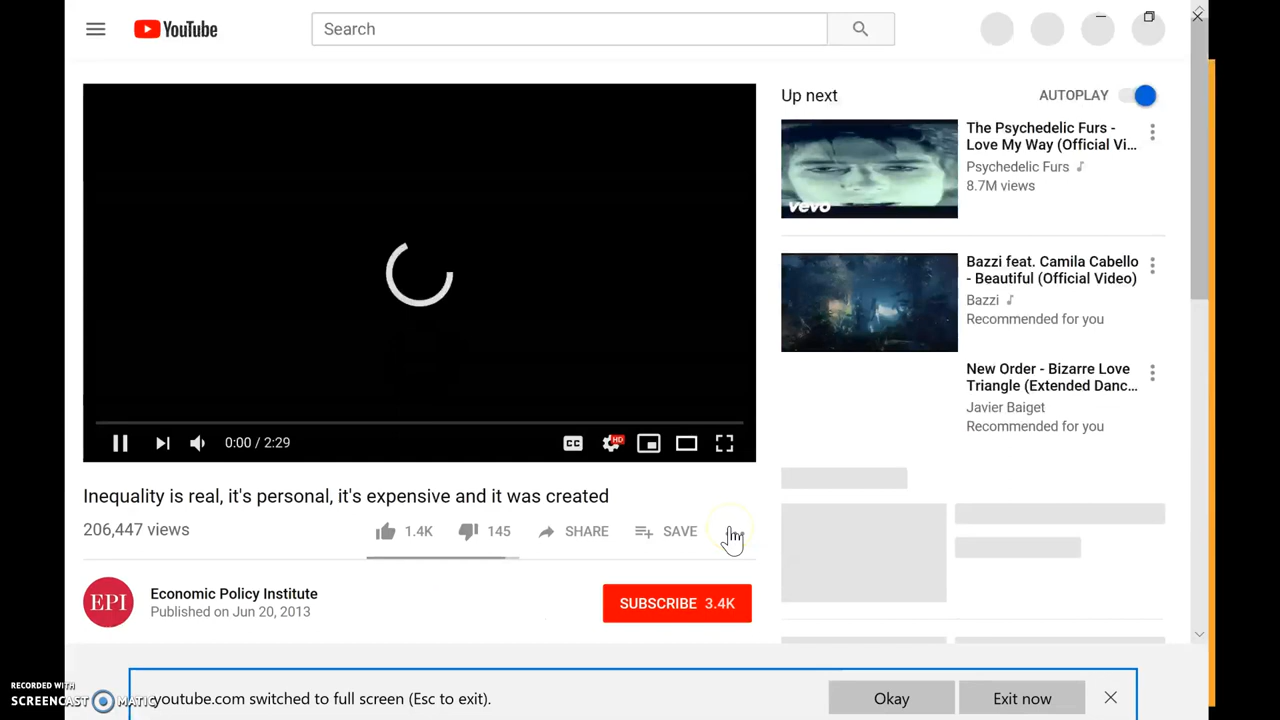 YouTube
Search
Up next
AUTOPLAY
The Psychedelic Furs -
Love My Way (Official Vi...
Psychedelic Furs
8.7M views
vevo
Bazzi feat. Camila Cabello
- Beautiful (Official Video)
Bazzi
Recommended for you
New Order - Bizarre Love
Triangle (Extended Danc...
Javier Baiget
Recommended for you
0:00 / 2:29
CC
HD
Inequality is real, it's personal, it's expensive and it was created
206,447 views
1.4K
145
SHARE
SAVE
EPI
Economic Policy Institute
Published on Jun 20, 2013
SUBSCRIBE 3.4K
RECORDED WITH
SCREENCAST MATIC
youtube.com switched to full screen (Esc to exit).
Okay
Exit now